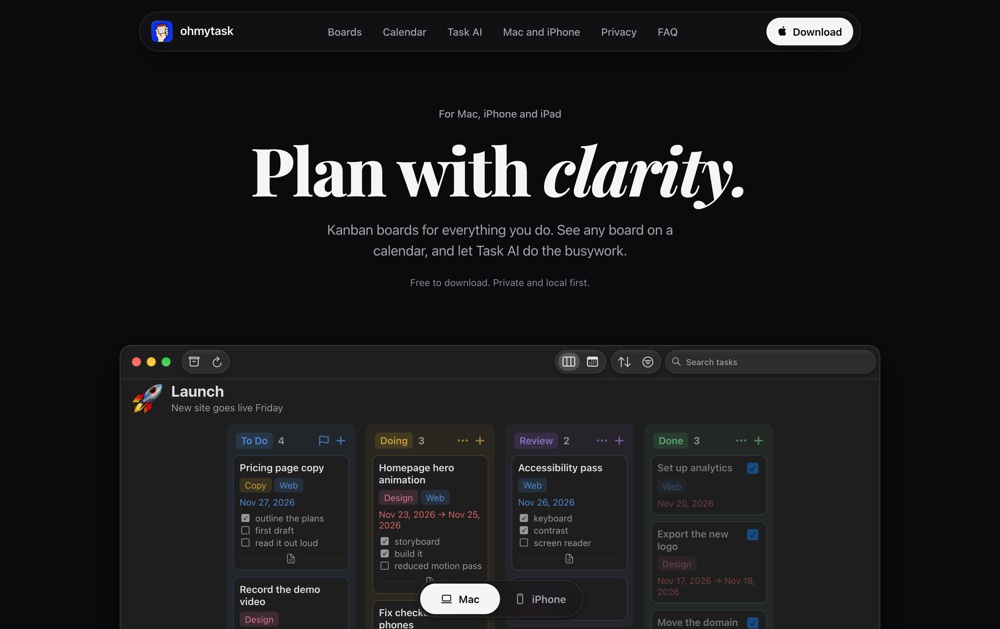 ohmytask
Boards
Calendar
Task AI
Mac and iPhone
Privacy
FAQ
Download
For Mac, iPhone and iPad
Plan with clarity.
Kanban boards for everything you do. See any board on a
calendar, and let Task AI do the busywork.
Free to download. Private and local first.
Search tasks
Launch
New site goes live Friday
To Do 4
Pricing page copy
Copy Web
Nov 27, 2026
outline the plans
first draft
read it out loud
Record the demo
video
Design
Doing 3
Homepage hero
animation
Design Web
Nov 23, 2026 → Nov 25,
2026
storyboard
build it
reduced motion pass
Fix check
phones
Review 2
Accessibility pass
Web
Nov 26, 2026
keyboard
contrast
screen reader
Done 3
Set up analytics
Web
Nov 20, 2026
Export the new
logo
Design
Nov 17, 2026 → Nov 18,
2026
Move the domain
Mac
iPhone